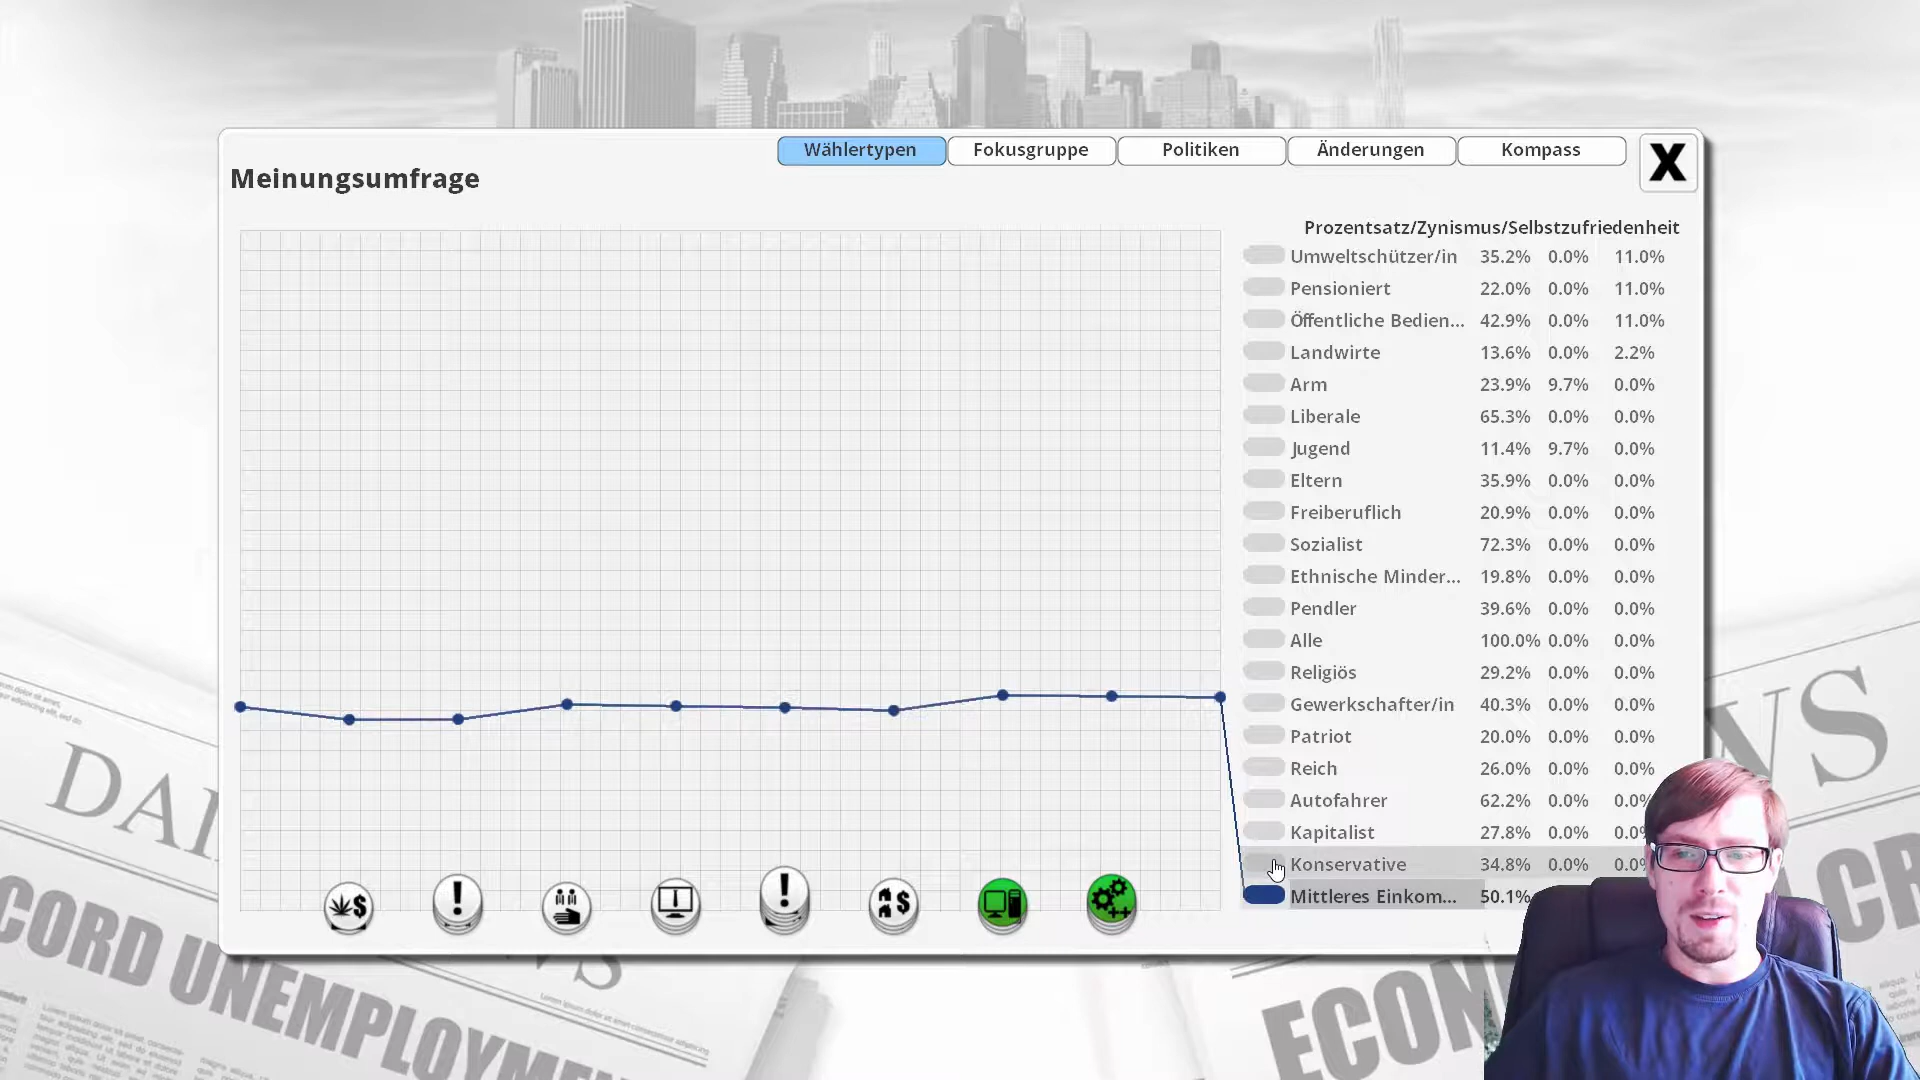 Wählertypen
Fokusgruppe
Politiken
Änderungen
Kompass
X
Meinungsumfrage
Prozentsatz/Zynismus/Selbstzufriedenheit
Umweltschützer/in 35.2% 0.0% 11.0%
Pensioniert 22.0% 0.0% 11.0%
Öffentliche Bedien... 42.9% 0.0% 11.0%
Landwirte 13.6% 0.0% 2.2%
Arm 23.9% 9.7% 0.0%
Liberale 65.3% 0.0% 0.0%
Jugend 11.4% 9.7% 0.0%
Eltern 35.9% 0.0% 0.0%
Freiberuflich 20.9% 0.0% 0.0%
Sozialist 72.3% 0.0% 0.0%
Ethnische Minder... 19.8% 0.0% 0.0%
Pendler 39.6% 0.0% 0.0%
Alle 100.0% 0.0% 0.0%
Religiös 29.2% 0.0% 0.0%
Gewerkschafter/in 40.3% 0.0% 0.0%
Patriot 20.0% 0.0% 0.0%
Reich 26.0% 0.0% 0.0%
Autofahrer 62.2% 0.0% 0.0%
Kapitalist 27.8% 0.0% 0.0%
Konservative 34.8% 0.0% 0.0
Mittleres Einkom... 50.1%
DAI
WS
CORD UNEMPLOYME
ECON
CR